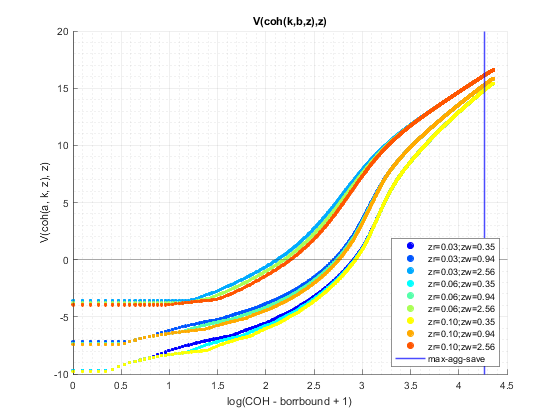 V(coh(k,b,z),z)
V(coh(a, k, z), z)
20
15
10
5
0
-5
-10
0
0.5
1
1.5
2
2.5
3
3.5
4
4.5
log(COH - borrbound + 1)
zr=0.03;zw=0.35
zr=0.03;zw=0.94
zr=0.03;zw=2.56
zr=0.06;zw=0.35
zr=0.06;zw=0.94
zr=0.06;zw=2.56
zr=0.10;zw=0.35
zr=0.10;zw=0.94
zr=0.10;zw=2.56
max-agg-save